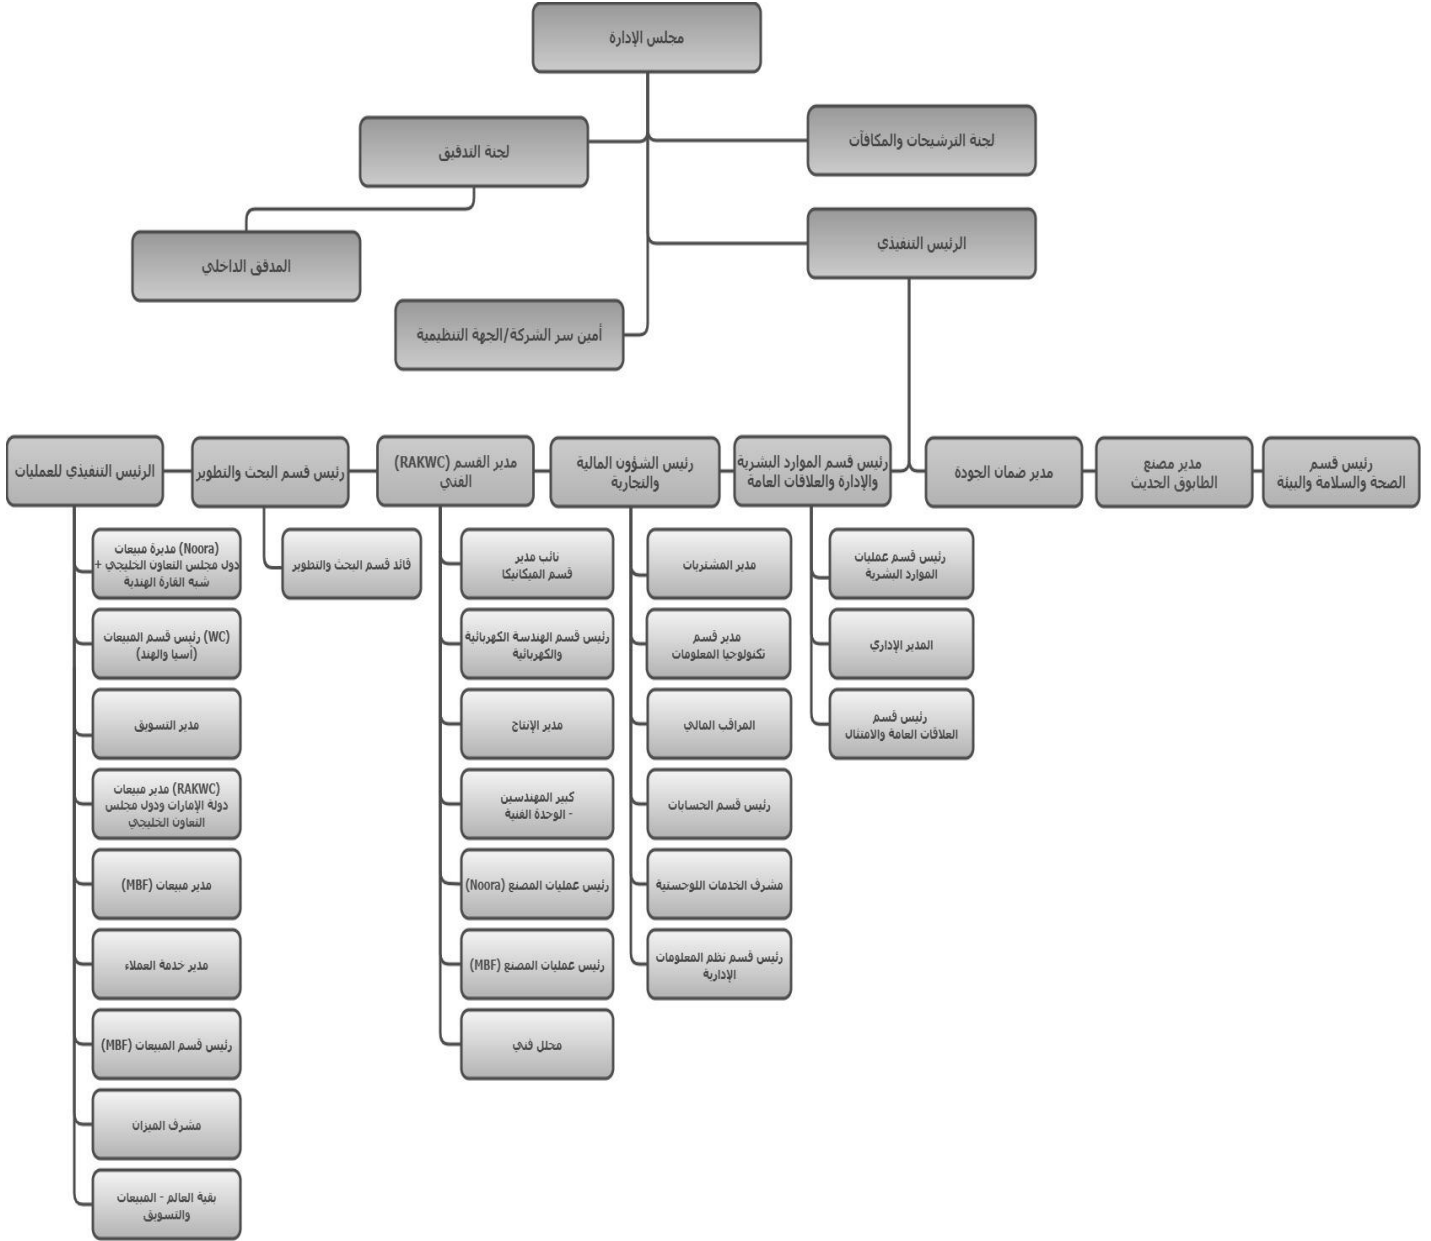 مجلس الإدارة
لجنة الترشيحات والمكافآت
لجنة التدقيق
الرئيس التنفيذي
المدقق الداخلي
أمين سر الشركة/الجهة التنظيمية
رئيس قسم
الصحة والسلامة والبيئة
مدير مصنع
الطابوق الحديث
مدير ضمان الجودة
رئيس قسم الموارد البشرية
والإدارة والعلاقات العامة
رئيس الشؤون المالية
والتجارية
مدير القسم (RAKWC)
الفني
رئيس قسم البحث والتطوير
الرئيس التنفيذي للعمليات
رئيس قسم عمليات
الموارد البشرية
المدير الإداري
رئيس قسم
العلاقات العامة والامتثال
مدير المشتريات
مدير قسم
تكنولوجيا المعلومات
المراقب المالي
رئيس قسم الحسابات
مشرف الخدمات اللوجستية
رئيس قسم نظم المعلومات
الإدارية
نائب مدير
قسم الميكانيكا
رئيس قسم الهندسة الكهربائية
والكهربائية
مدير الإنتاج
كبير المهندسين
- الوحدة الفنية
رئيس عمليات المصنع (Noora)
رئيس عمليات المصنع (MBF)
محلل فني
قائد قسم البحث والتطوير
(Noora) مديرة مبيعات
دول مجلس التعاون الخليجي +
شبه القارة الهندية
(WC) رئيس قسم المبيعات
(آسيا والهند)
مدير التسويق
(RAKWC) مدير مبيعات
دولة الإمارات ودول مجلس
التعاون الخليجي
مدير مبيعات (MBF)
مدير خدمة العملاء
رئيس قسم المبيعات (MBF)
مشرف الميزان
بقية العالم - المبيعات
والتسويق